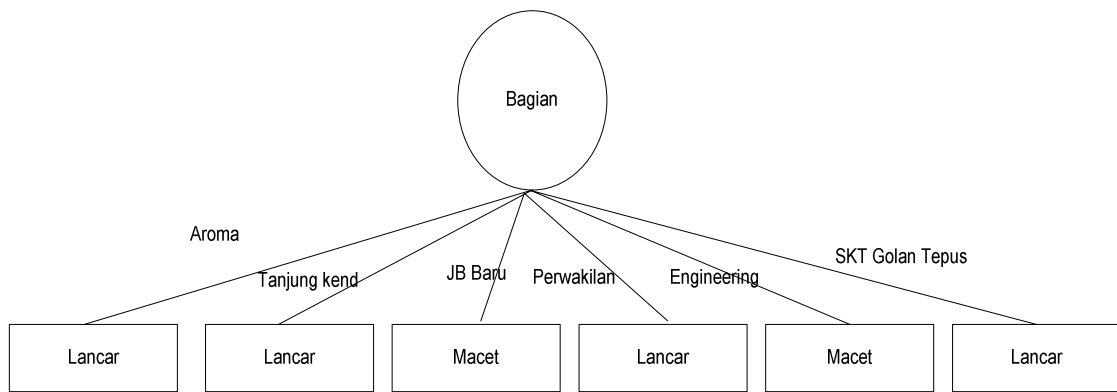 Bagian
Aroma
Tanjung kend
JB Baru
Perwakilan
Engineering
SKT Golan Tepus
Lancar
Lancar
Macet
Lancar
Macet
Lancar